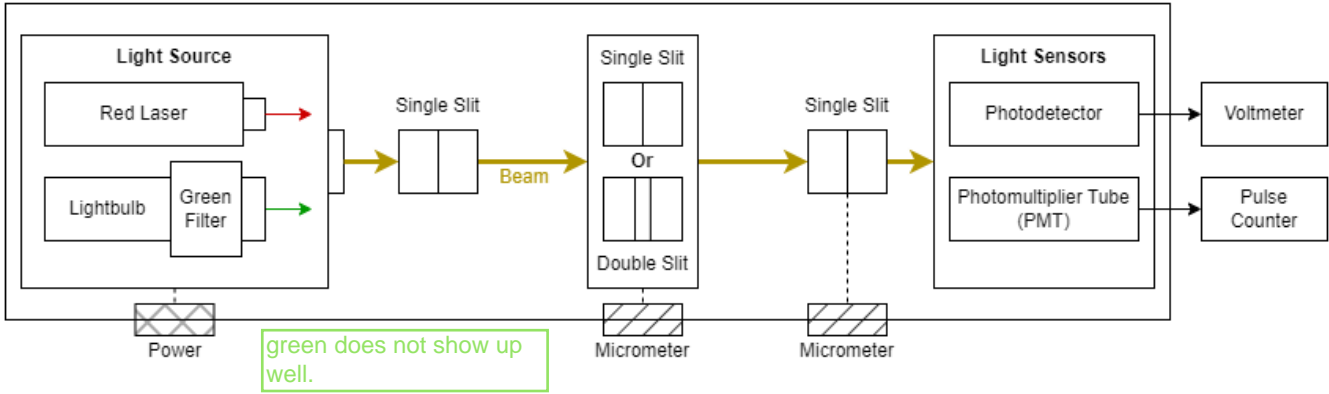 Light Source
Red Laser
Lightbulb
Green
Filter
Power
green does not show up
well.
Single Slit
Beam
Single Slit
Or
Double Slit
Micrometer
Single Slit
Micrometer
Light Sensors
Photodetector
Photomultiplier Tube
(PMT)
Voltmeter
Pulse
Counter